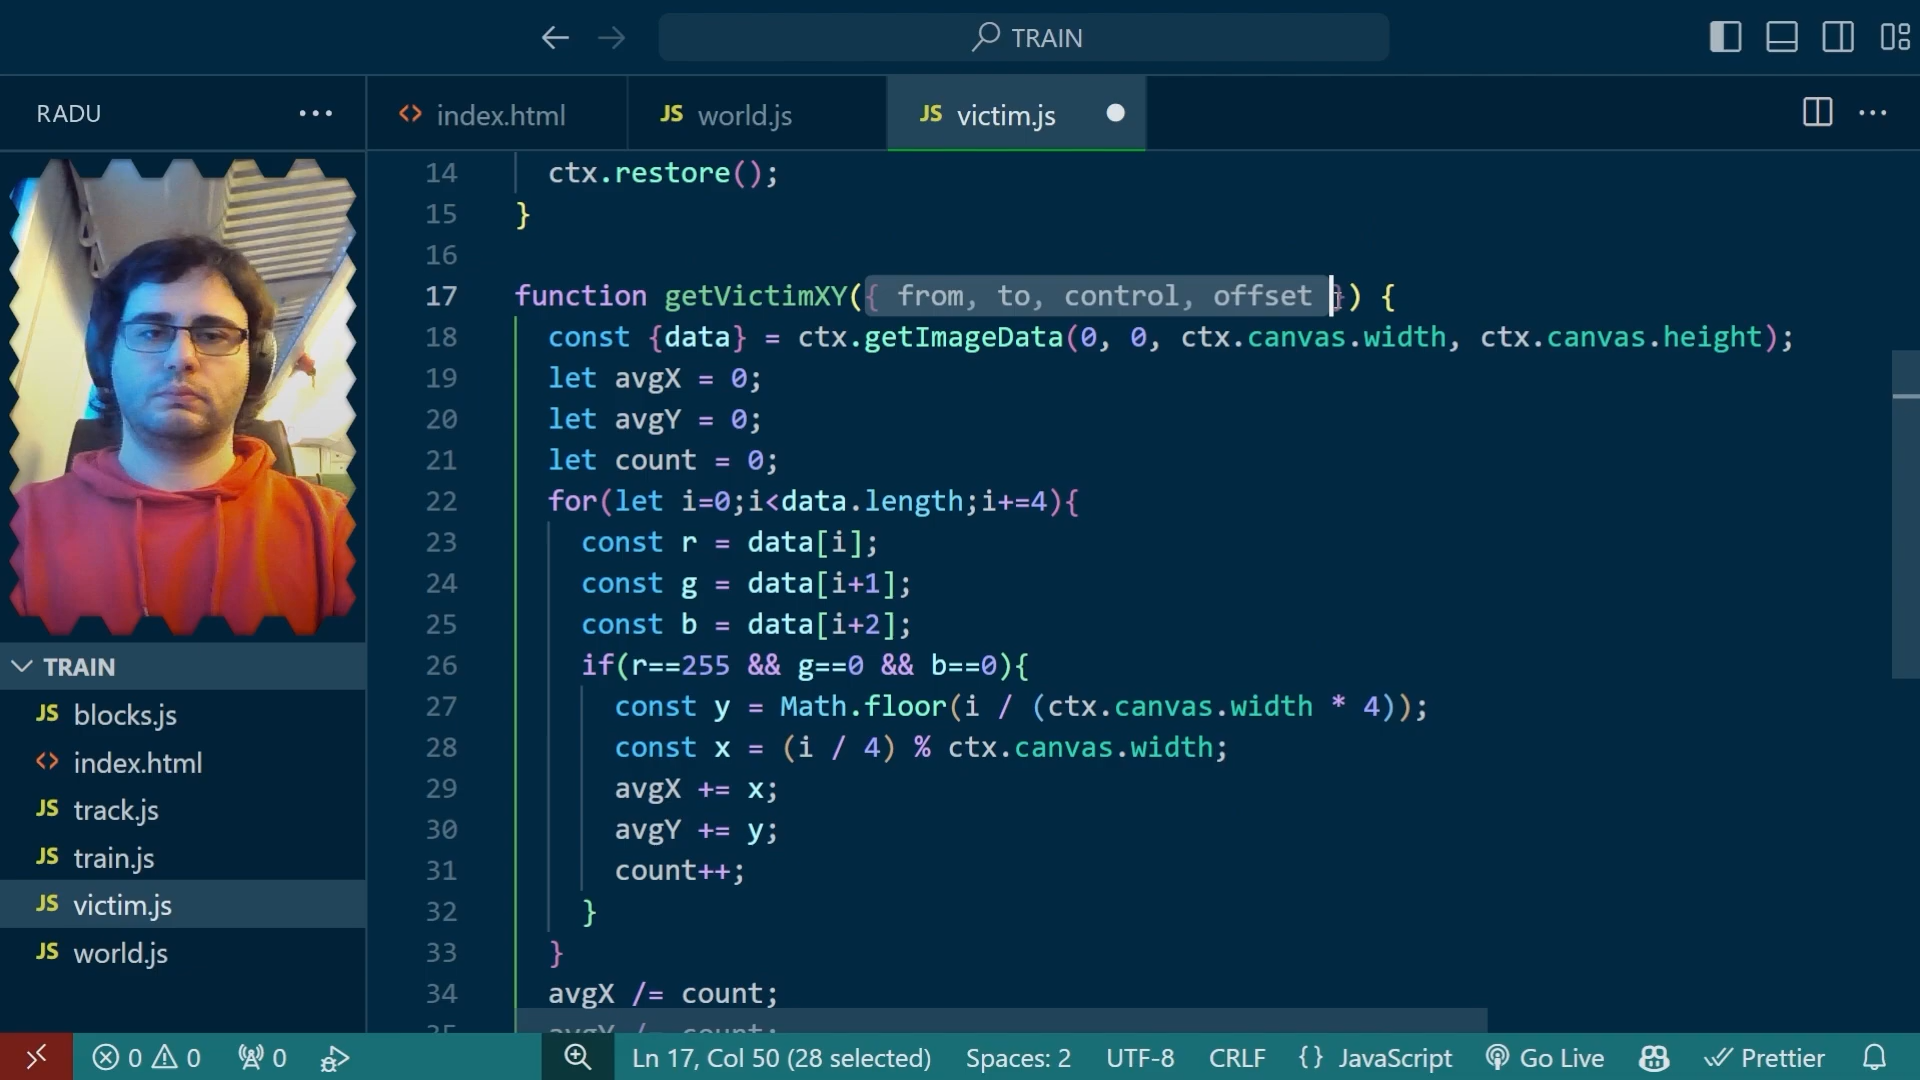 TRAIN
RADU
index.html
JS world.js
JS victim.js
14 ctx.restore();
15 }
16
17 function getVictimXY({ from, to, control, offset }) {
18 const {data} = ctx.getImageData(0, 0, ctx.canvas.width, ctx.canvas.height);
19 let avgX = 0;
20 let avgY = 0;
21 let count = 0;
22 for(let i=0;i<data.length;i+=4){
23 const r = data[i];
24 const g = data[i+1];
25 const b = data[i+2];
26 if(r==255 && g==0 && b==0){
27 const y = Math.floor(i / (ctx.canvas.width * 4));
28 const x = (i / 4) % ctx.canvas.width;
29 avgX += x;
30 avgY += y;
31 count++;
32 }
33 }
34 avgX /= count;
35 avgY /= count;
TRAIN
JS blocks.js
index.html
JS track.js
JS train.js
JS victim.js
JS world.js
0 0 0 Ln 17, Col 50 (28 selected) Spaces: 2 UTF-8 CRLF {} JavaScript Go Live Prettier